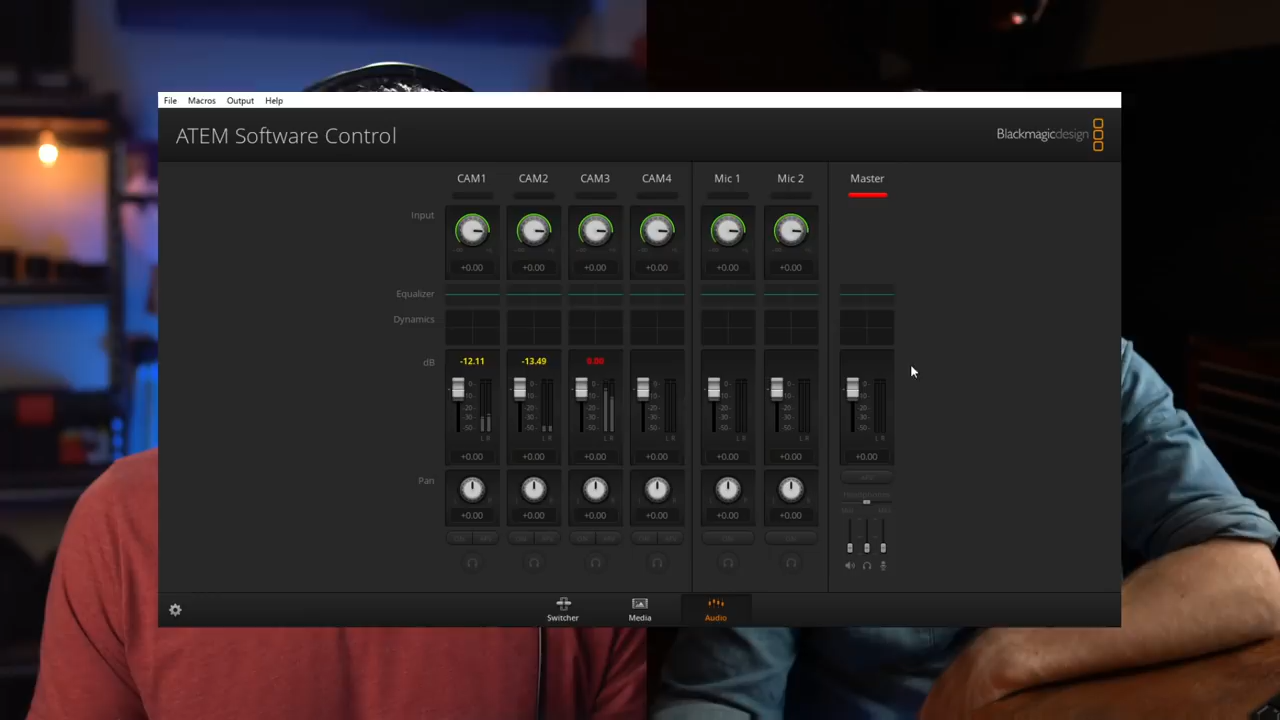 File Macros Output Help
ATEM Software Control
Blackmagicdesign
CAM1 CAM2 CAM3 CAM4 Mic 1 Mic 2 Master
Input
+0.00 +0.00 +0.00 +0.00 +0.00 +0.00
Equalizer
Dynamics
dB
-12.11 -13.49 0.00
+0.00 +0.00 +0.00 +0.00 +0.00 +0.00 +0.00
Pan
+0.00 +0.00 +0.00 +0.00 +0.00 +0.00
Headphones
Switcher Media Audio